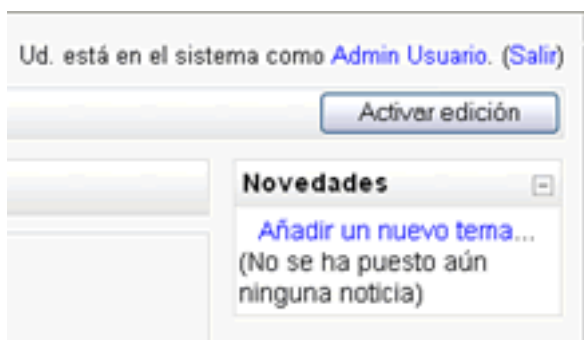 Ud. está en el sistema como Admin Usuario. (Salir)
Activar edición
Novedades
Añadir un nuevo tema...
(No se ha puesto aún
ninguna noticia)